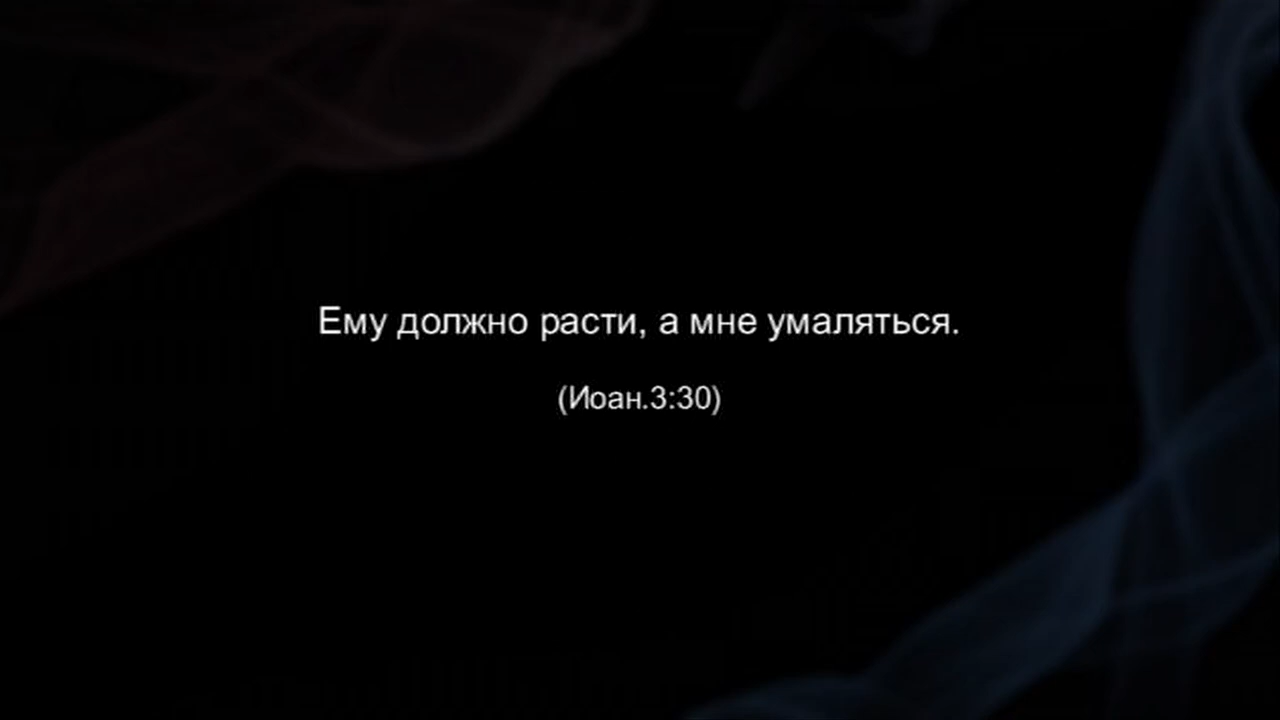 Ему должно расти, а мне умаляться.
(Иоан.3:30)